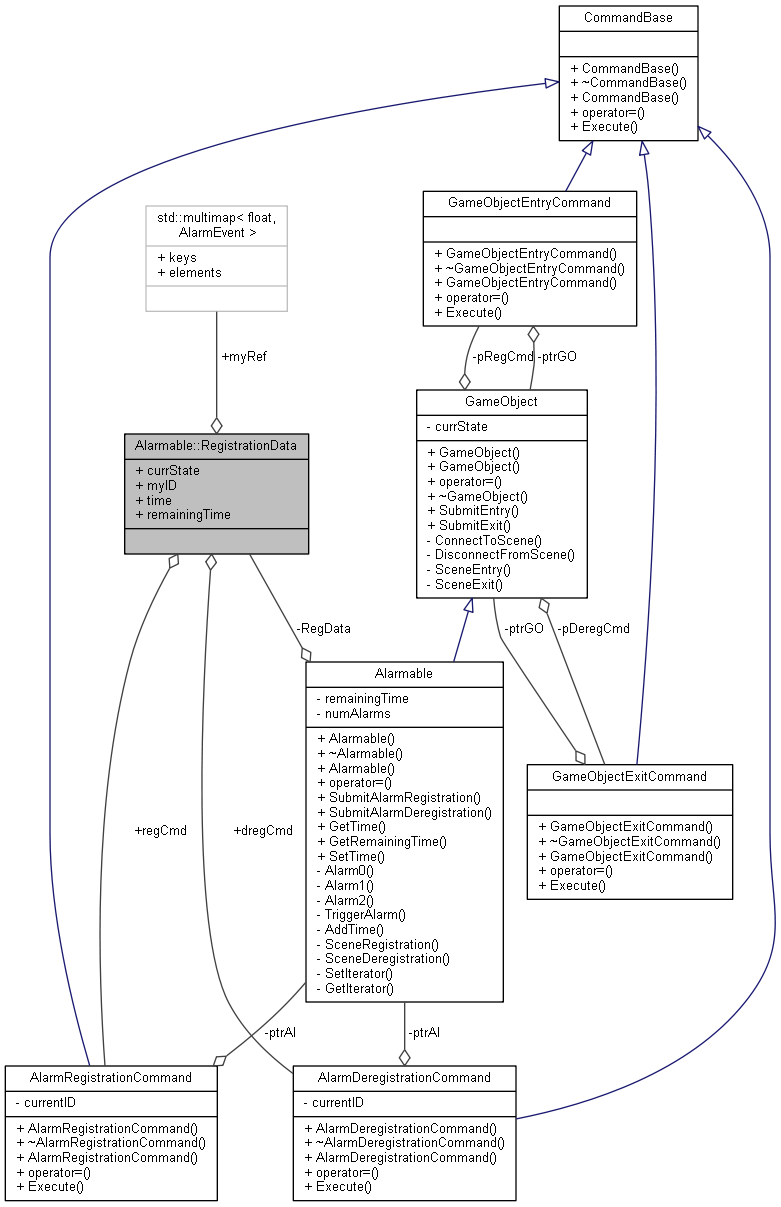 CommandBase
+ CommandBase()
+ ~CommandBase()
+ CommandBase()
+ operator=()
+ Execute()
GameObjectEntryCommand
+ GameObjectEntryCommand()
+ ~GameObjectEntryCommand()
+ GameObjectEntryCommand()
+ operator=()
+ Execute()
std::multimap< float,
AlarmEvent >
+ keys
+ elements
+myRef
-pRegCmd
-ptrGO
GameObject
- currState
+ GameObject()
+ GameObject()
+ operator=()
+ ~GameObject()
+ SubmitEntry()
+ SubmitExit()
- ConnectToScene()
- DisconnectFromScene()
- SceneEntry()
- SceneExit()
Alarmable::RegistrationData
+ currState
+ myID
+ time
+ remainingTime
-RegData
-ptrGO
-pDeregCmd
Alarmable
- remainingTime
- numAlarms
+ Alarmable()
+ ~Alarmable()
+ Alarmable()
+ operator=()
+ SubmitAlarmRegistration()
+ SubmitAlarmDeregistration()
+ GetTime()
+ GetRemainingTime()
+ SetTime()
- Alarm0()
- Alarm1()
- Alarm2()
- TriggerAlarm()
- AddTime()
- SceneRegistration()
- SceneDeregistration()
- SetIterator()
- GetIterator()
GameObjectExitCommand
+ GameObjectExitCommand()
+ ~GameObjectExitCommand()
+ GameObjectExitCommand()
+ operator=()
+ Execute()
+regCmd
+dregCmd
-ptrAl
-ptrAl
AlarmRegistrationCommand
- currentID
+ AlarmRegistrationCommand()
+ ~AlarmRegistrationCommand()
+ AlarmRegistrationCommand()
+ operator=()
+ Execute()
AlarmDeregistrationCommand
- currentID
+ AlarmDeregistrationCommand()
+ ~AlarmDeregistrationCommand()
+ AlarmDeregistrationCommand()
+ operator=()
+ Execute()